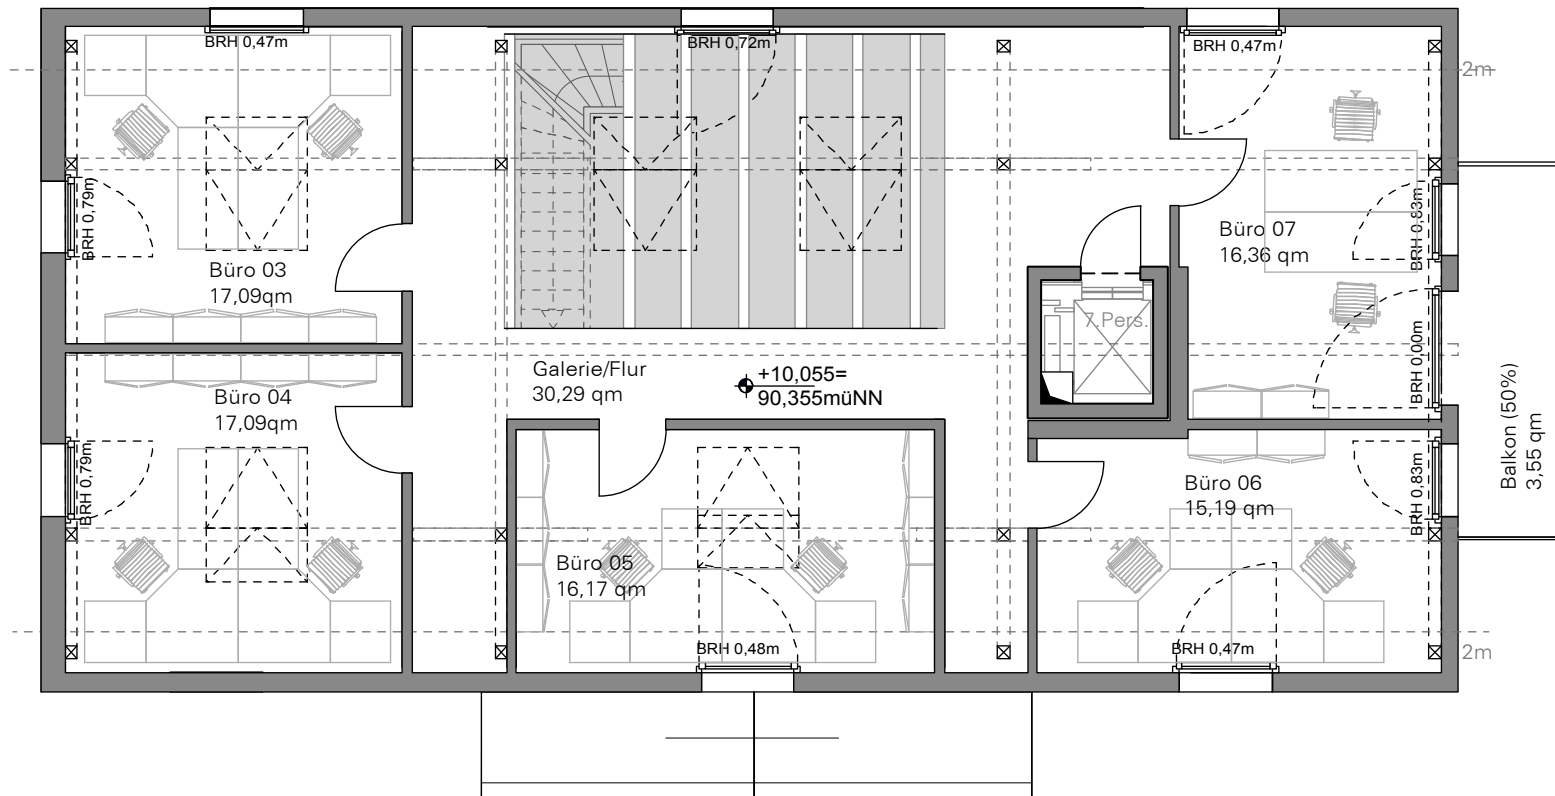 BRH 0,47m
BRH 0,72m
BRH 0,47m
2m
BRH 0,79m
BRH 0,83m
Büro 03
17,09qm
Büro 07
16,36 qm
7.Pers.
BRH 0,00m
Galerie/Flur
30,29 qm
+10,055=
90,355müNN
Büro 04
17,09qm
BRH 0,79m
Balkon (50%)
3,55 qm
BRH 0,83m
Büro 06
15,19 qm
Büro 05
16,17 qm
BRH 0,48m
BRH 0,47m
2m